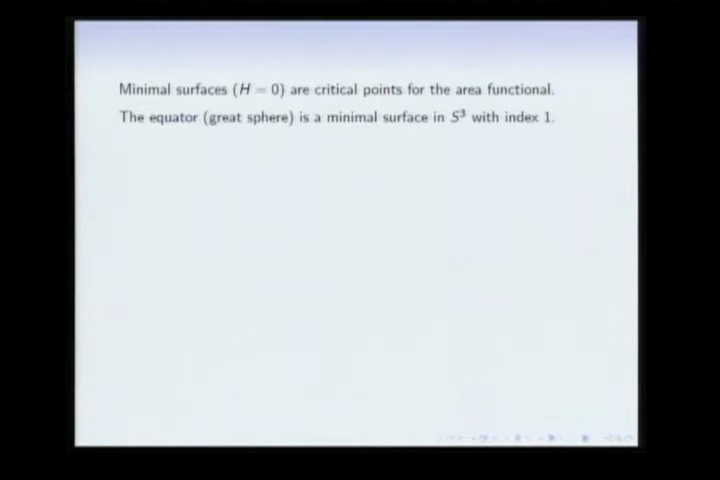 Minimal surfaces (H = 0) are critical points for the area functional.
The equator (great sphere) is a minimal surface in S³ with index 1.